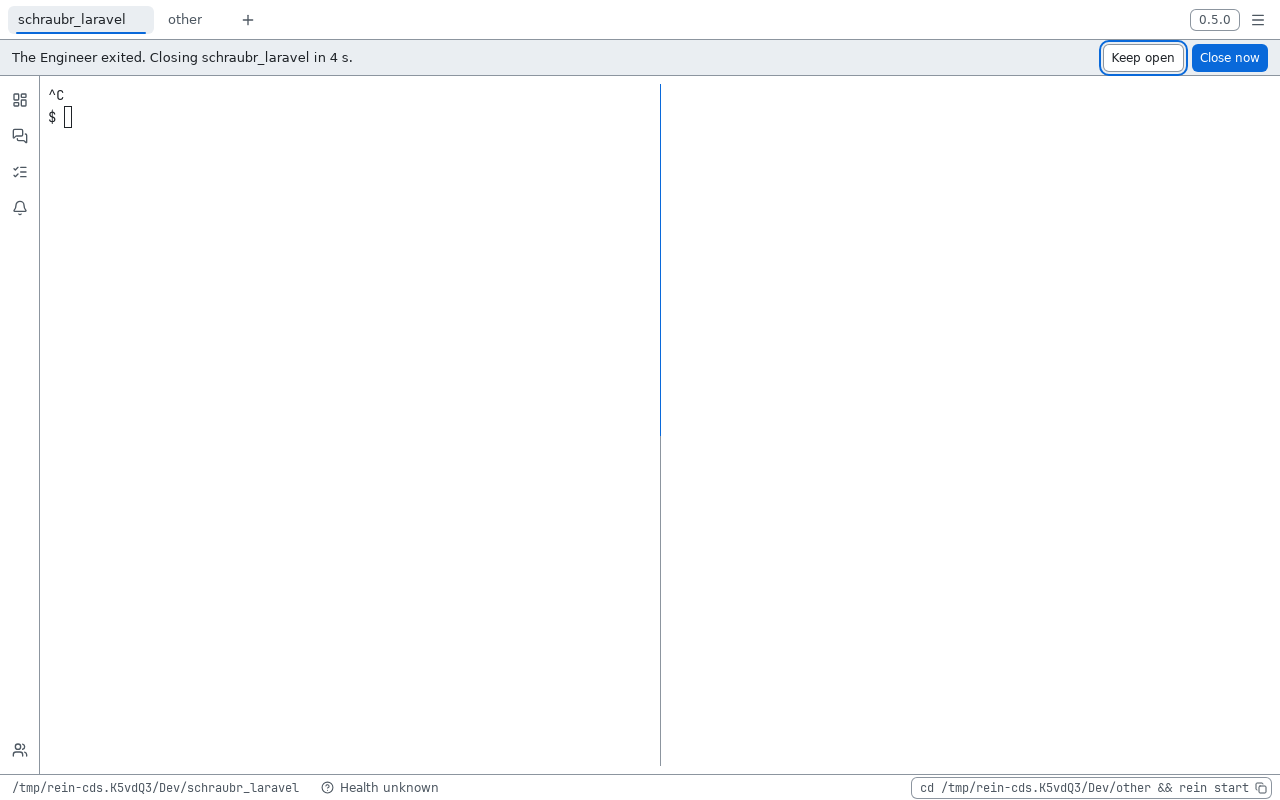 schraubr_laravel other 0.5.0
The Engineer exited. Closing schraubr_laravel in 4 s. Keep open Close now
^C
$
/tmp/rein-cds.K5vdQ3/Dev/schraubr_laravel Health unknown cd /tmp/rein-cds.K5vdQ3/Dev/other && rein start